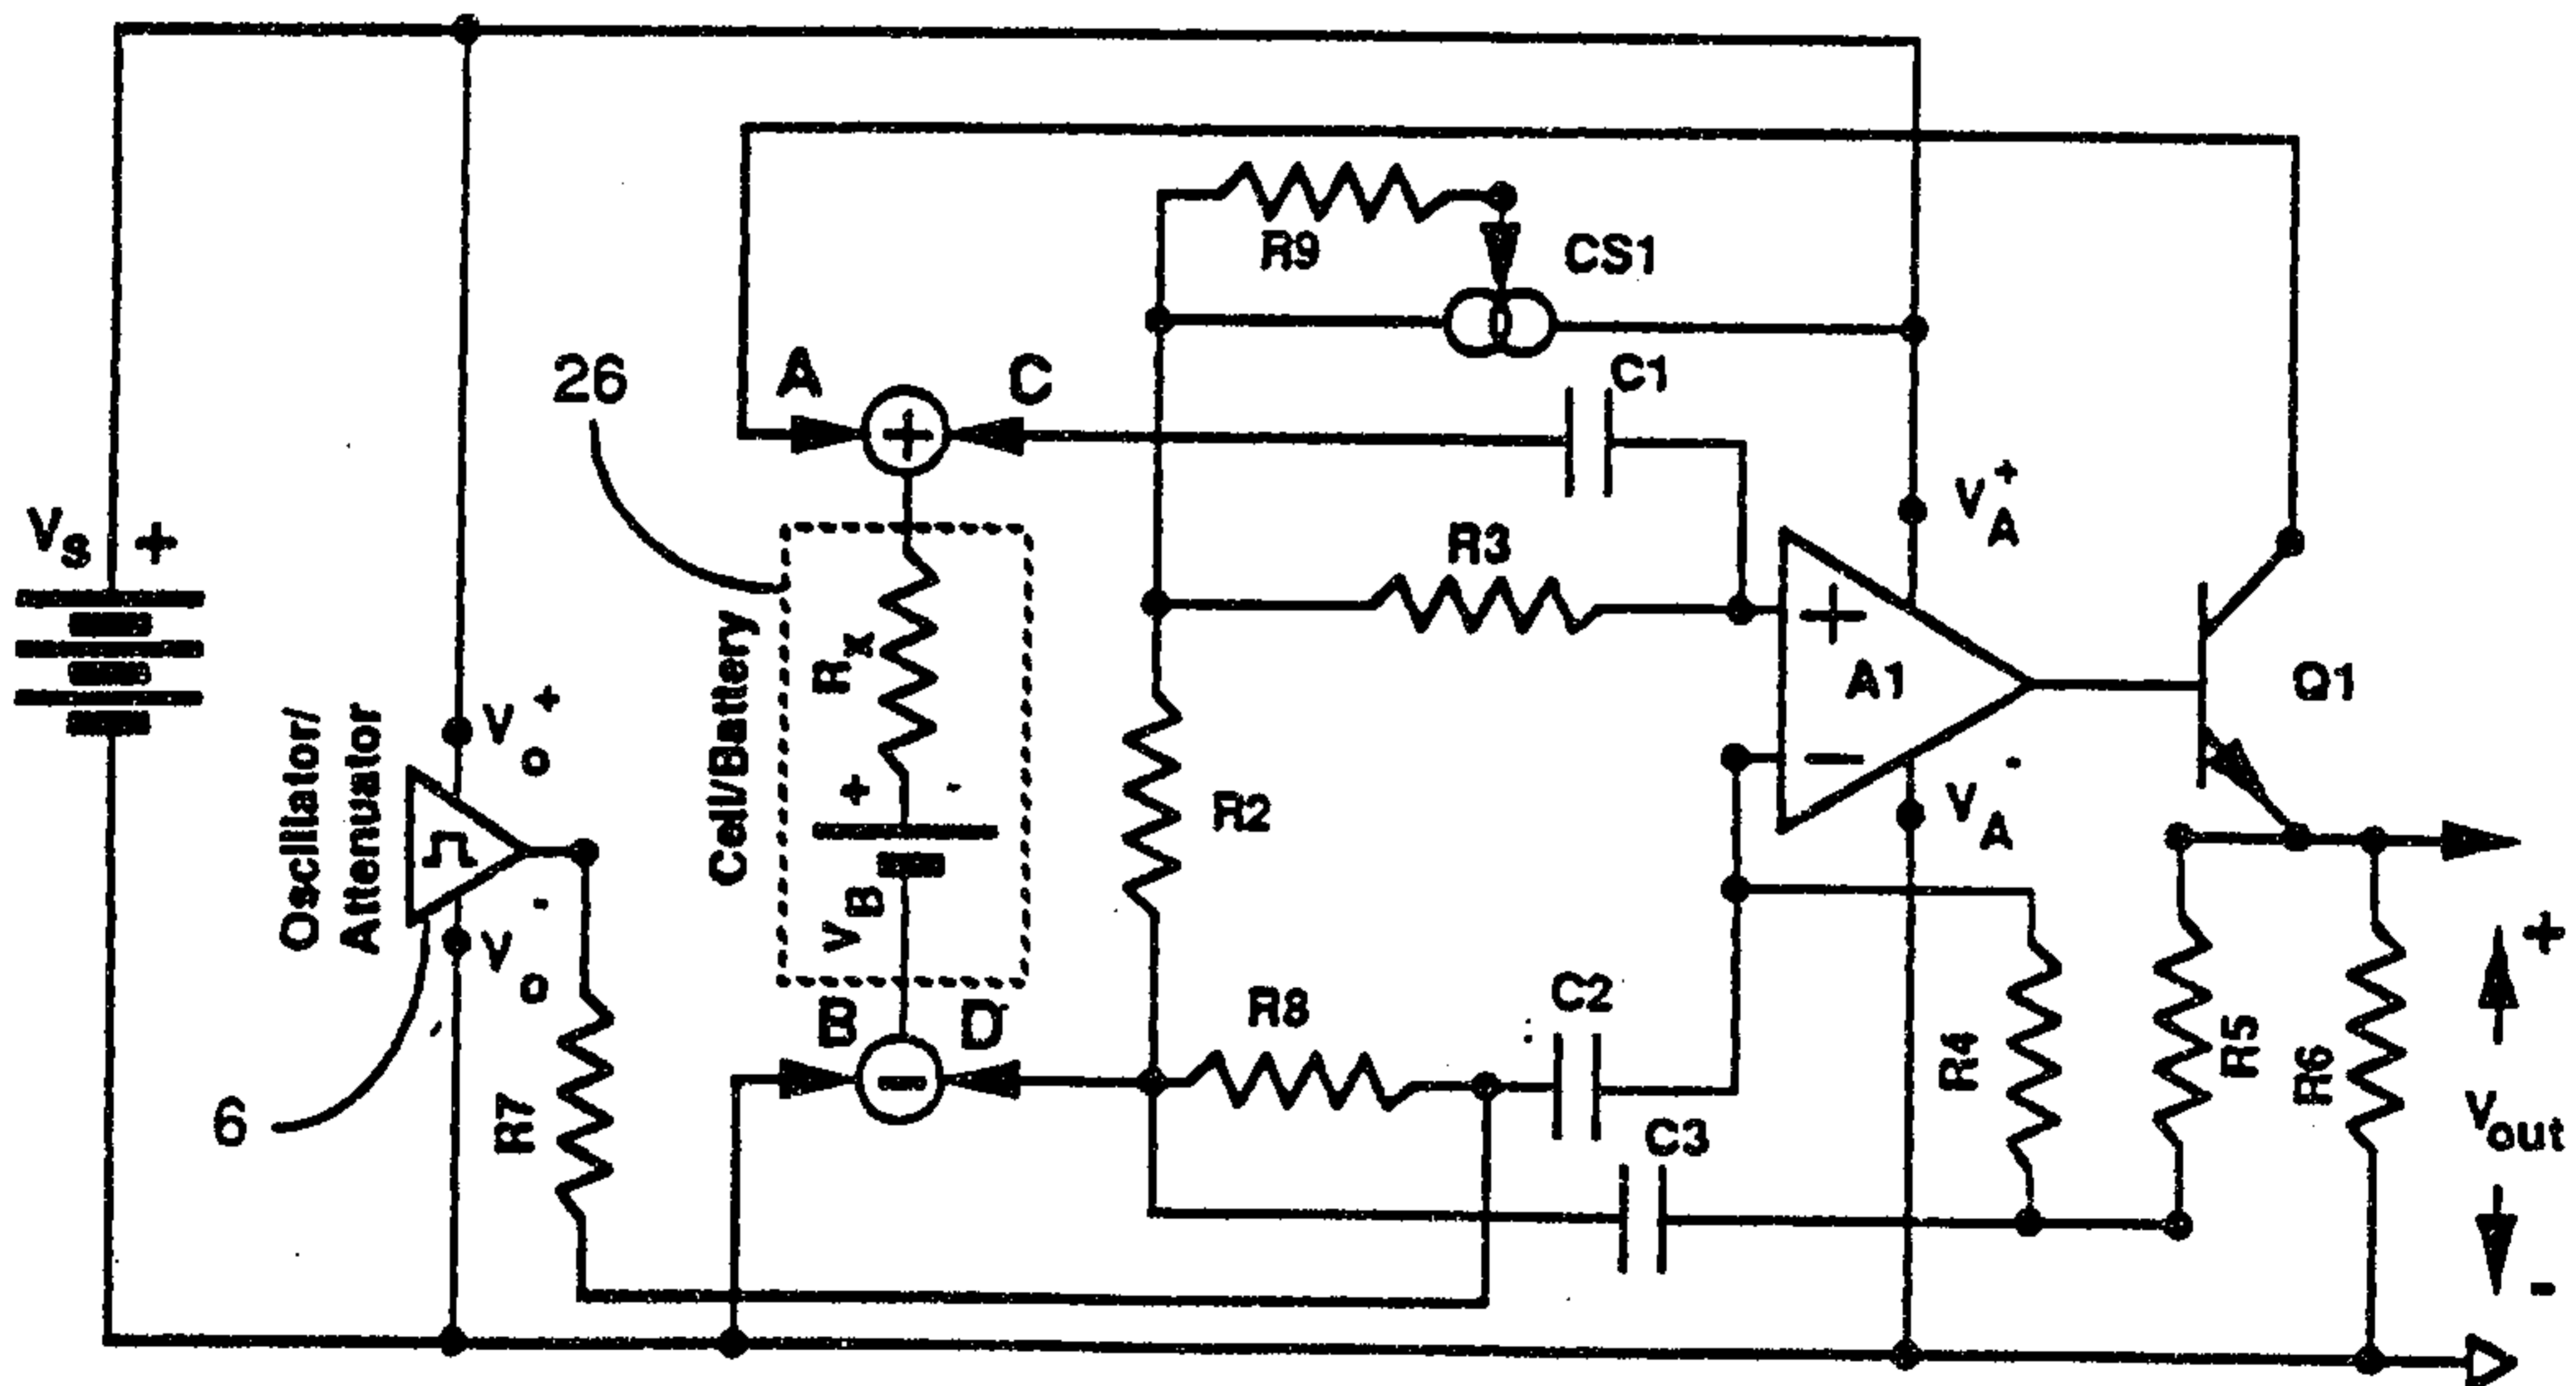 R9
CS1
C1
26
A
C
+
V_S +
V_A^+
R3
R_x
Cell/Battery
+
A1
Q1
Oscillator/
Attenuator
V_o^+
+ -
R2
−
V_A^-
V_B
V_o^-
B
D
−
R8
C2
R4
R5
R6
+
V_out
-
6
R7
C3